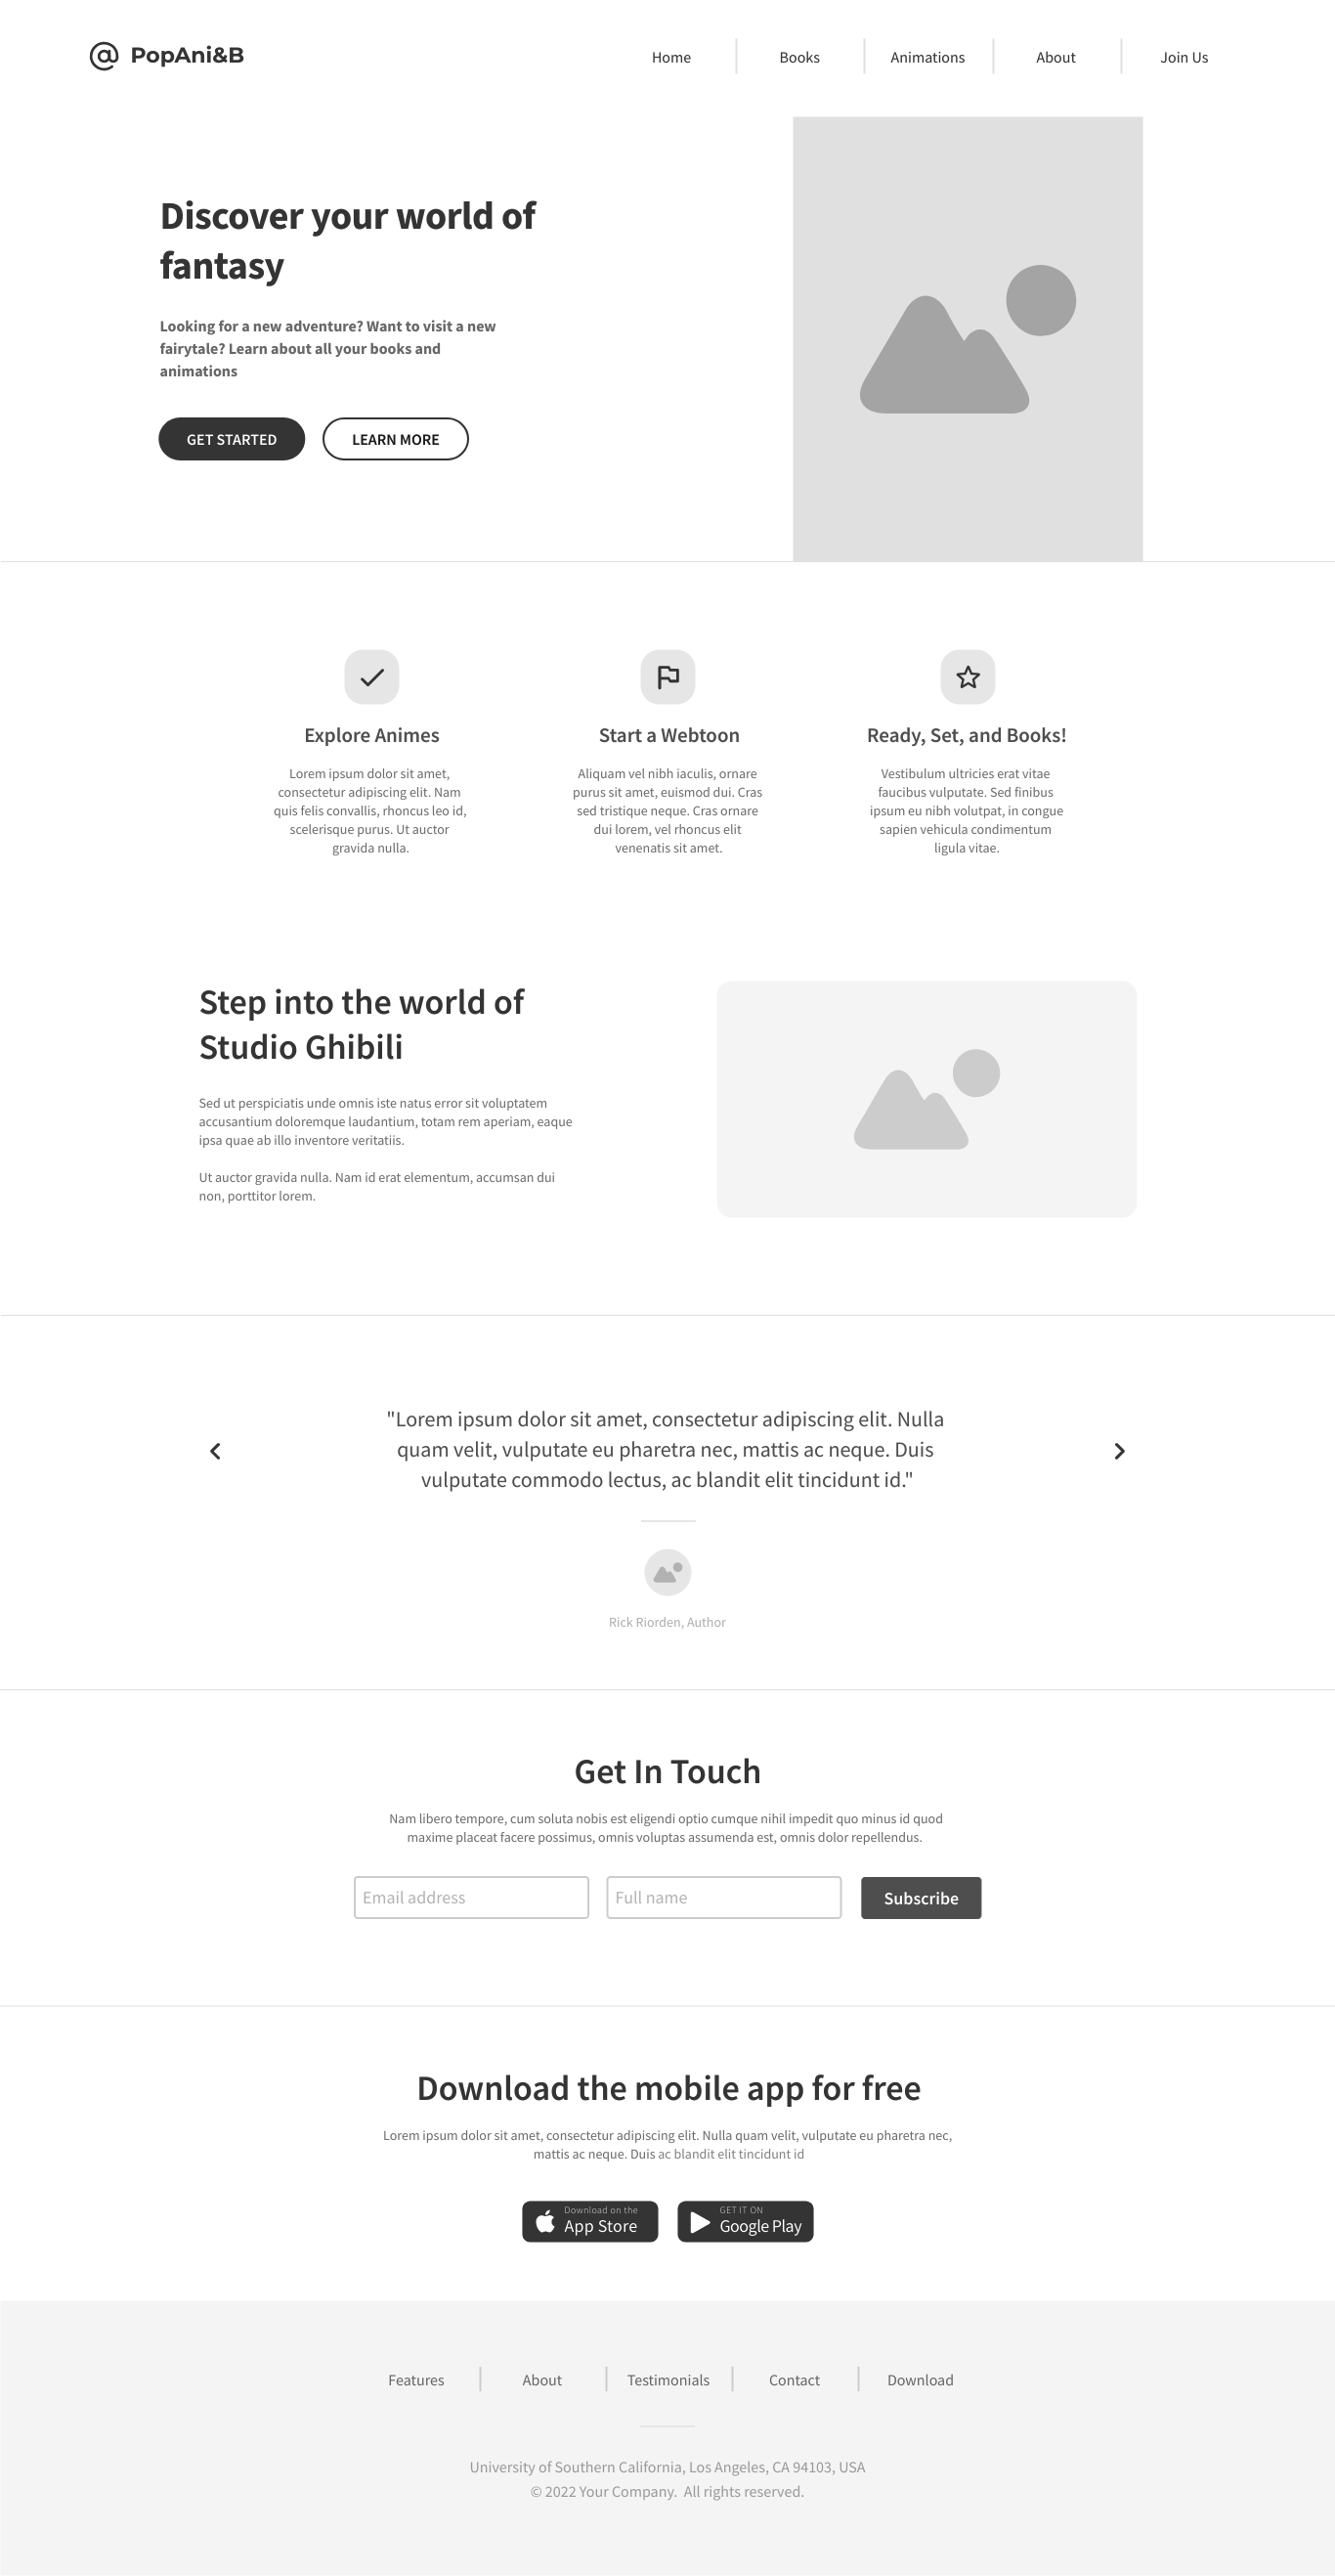 @ PopAni&B
Home
Books
Animations
About
Join Us
Discover your world of
fantasy
Looking for a new adventure? Want to visit a new
fairytale? Learn about all your books and
animations
GET STARTED
LEARN MORE
Explore Animes
Lorem ipsum dolor sit amet,
consectetur adipiscing elit. Nam
quis felis convallis, rhoncus leo id,
scelerisque purus. Ut auctor
gravida nulla.
Start a Webtoon
Aliquam vel nibh iaculis, ornare
purus sit amet, euismod dui. Cras
sed tristique neque. Cras ornare
dui lorem, vel rhoncus elit
venenatis sit amet.
Ready, Set, and Books!
Vestibulum ultricies erat vitae
faucibus vulputate. Sed finibus
ipsum eu nibh volutpat, in congue
sapien vehicula condimentum
ligula vitae.
Step into the world of
Studio Ghibili
Sed ut perspiciatis unde omnis iste natus error sit voluptatem
accusantium doloremque laudantium, totam rem aperiam, eaque
ipsa quae ab illo inventore veritatiis.
Ut auctor gravida nulla. Nam id erat elementum, accumsan dui
non, porttitor lorem.
"Lorem ipsum dolor sit amet, consectetur adipiscing elit. Nulla
quam velit, vulputate eu pharetra nec, mattis ac neque. Duis
vulputate commodo lectus, ac blandit elit tincidunt id."
Rick Riorden, Author
Get In Touch
Nam libero tempore, cum soluta nobis est eligendi optio cumque nihil impedit quo minus id quod
maxime placeat facere possimus, omnis voluptas assumenda est, omnis dolor repellendus.
Email address
Full name
Subscribe
Download the mobile app for free
Lorem ipsum dolor sit amet, consectetur adipiscing elit. Nulla quam velit, vulputate eu pharetra nec,
mattis ac neque. Duis ac blandit elit tincidunt id
Download on the
App Store
GET IT ON
Google Play
Features
About
Testimonials
Contact
Download
University of Southern California, Los Angeles, CA 94103, USA
© 2022 Your Company. All rights reserved.